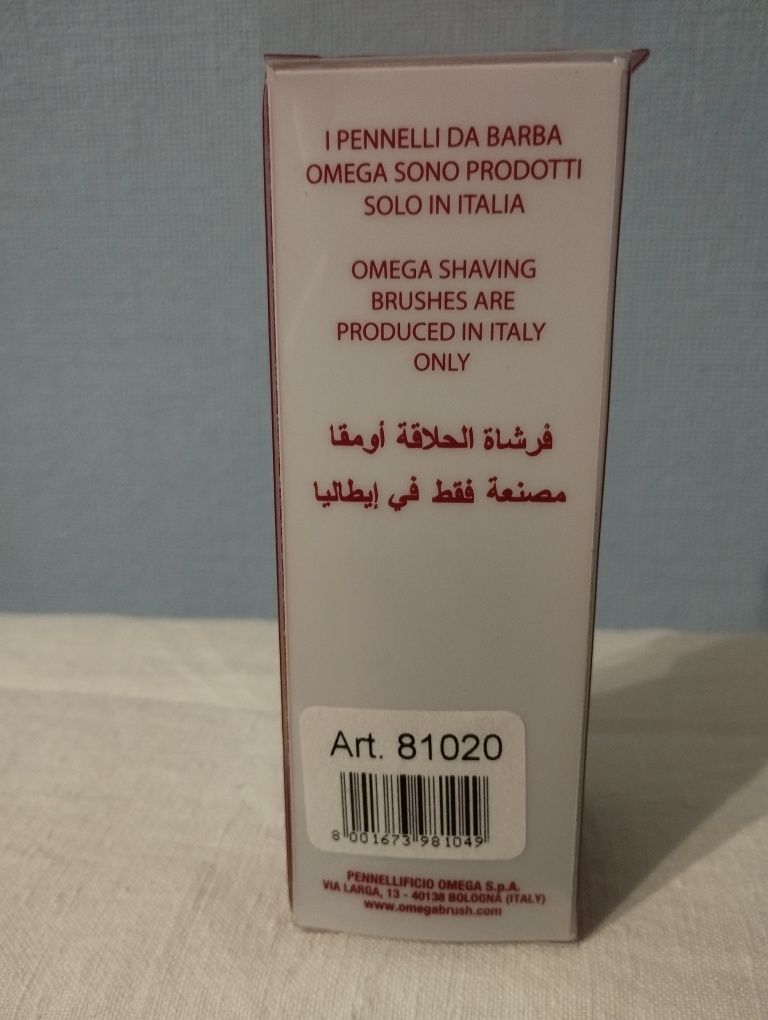 I PENNELLI DA BARBA
OMEGA SONO PRODOTTI
SOLO IN ITALIA
OMEGA SHAVING
BRUSHES ARE
PRODUCED IN ITALY
ONLY
فرشاة الحلاقة أومقا
مصنعة فقط في إيطاليا
Art. 81020
8 001673 981049
PENNELLIFICIO OMEGA S.p.A.
VIA LARGA, 13 - 40138 BOLOGNA (ITALY)
www.omegabrush.com